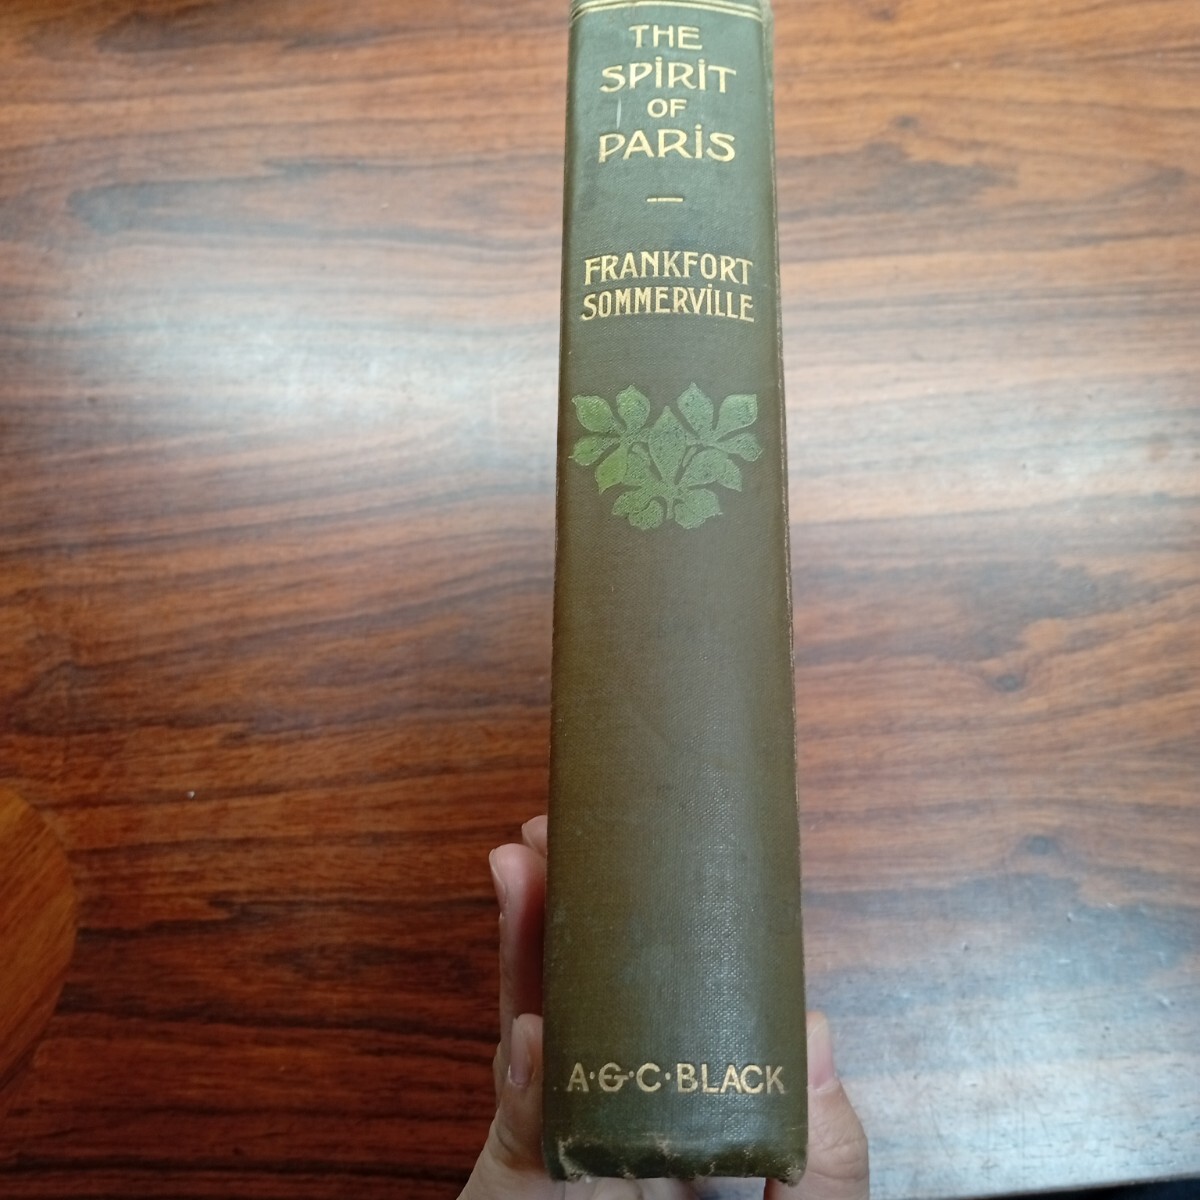 THE
SPiRiT
OF
PARiS
FRANKFORT
SOMMERViLLE
A·&·C·BLACK